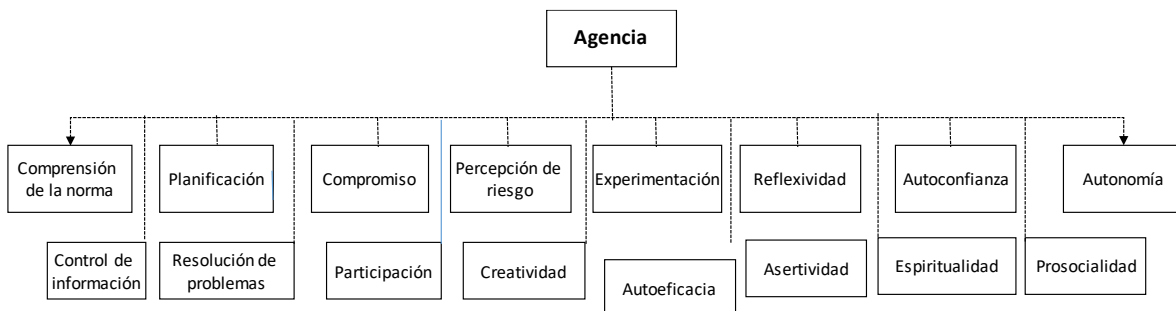 Agencia
Comprensión
de la norma
Planificación
Compromiso
Percepción de
riesgo
Experimentación
Reflexividad
Autoconfianza
Autonomía
Control de
información
Resolución de
problemas
Participación
Creatividad
Autoeficacia
Asertividad
Espiritualidad
Prosocialidad